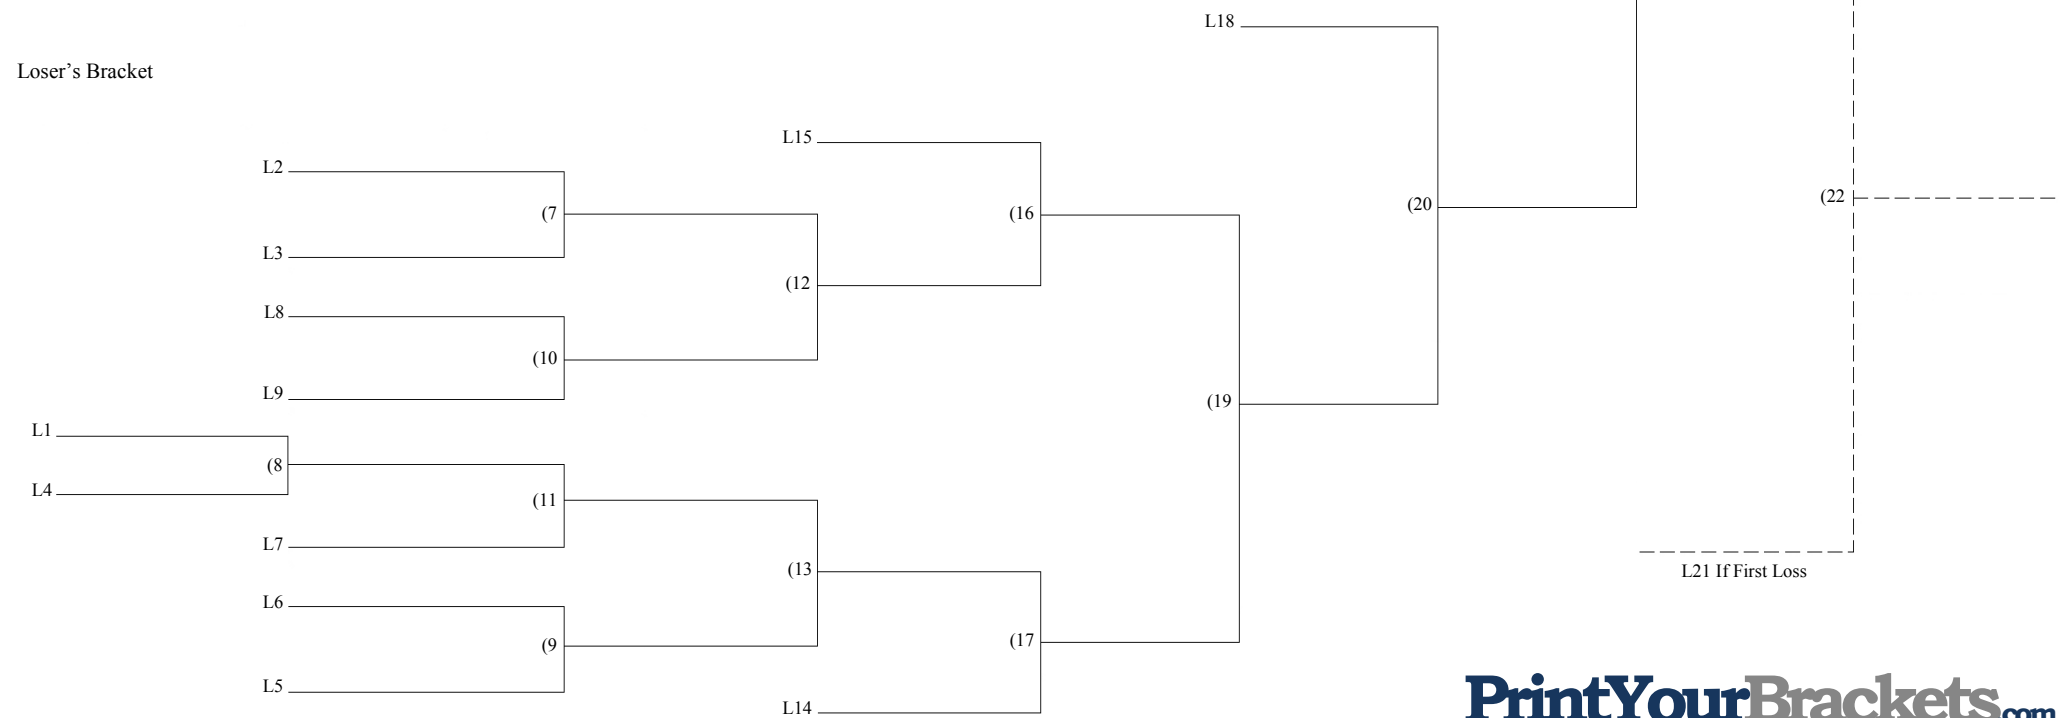 L18
Loser’s Bracket
L15
L2
(7
(16
(20
(22
L3
(12
L8
(10
L9
(19
L1
(8
L4
(11
L7
(13
L21 If First Loss
L6
(9
(17
L5
L14
PrintYourBrackets.com